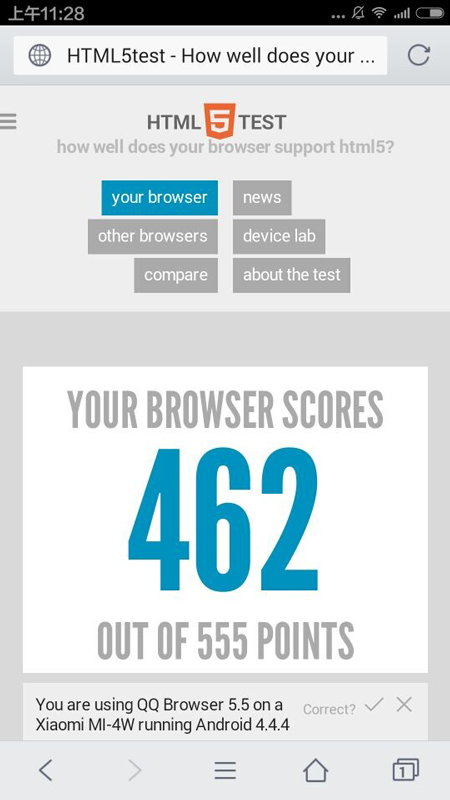 上午11:28
HTML5test - How well does your ...
HTML 5 TEST
how well does your browser support html5?
your browser
news
other browsers
device lab
compare
about the test
YOUR BROWSER SCORES
462
OUT OF 555 POINTS
You are using QQ Browser 5.5 on a
Xiaomi MI-4W running Android 4.4.4
Correct?
1